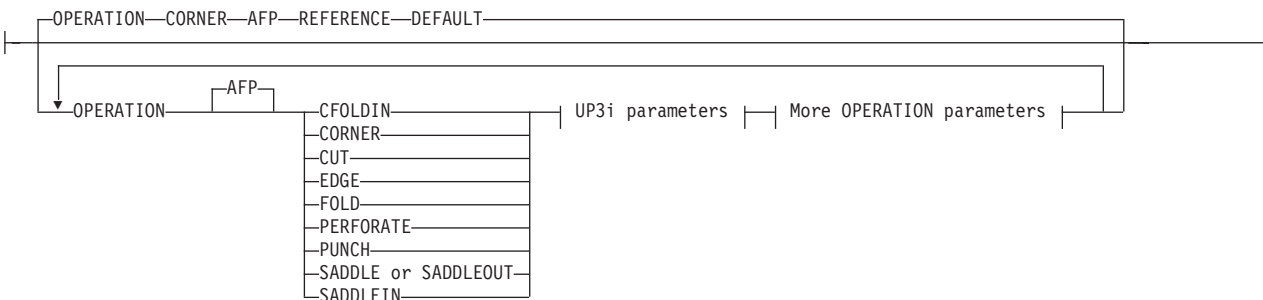 OPERATION CORNER AFP REFERENCE DEFAULT
AFP
OPERATION CFOLDIN UP3i parameters More OPERATION parameters
CORNER
CUT
EDGE
FOLD
PERFORATE
PUNCH
SADDLE or SADDLEOUT
SADDLEIN